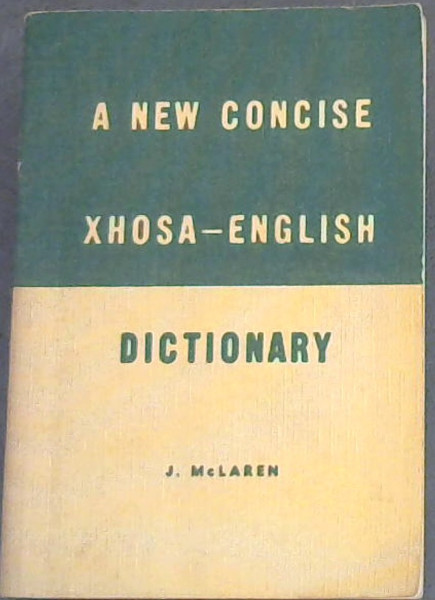 A NEW CONCISE
XHOSA–ENGLISH
DICTIONARY
J. McLAREN